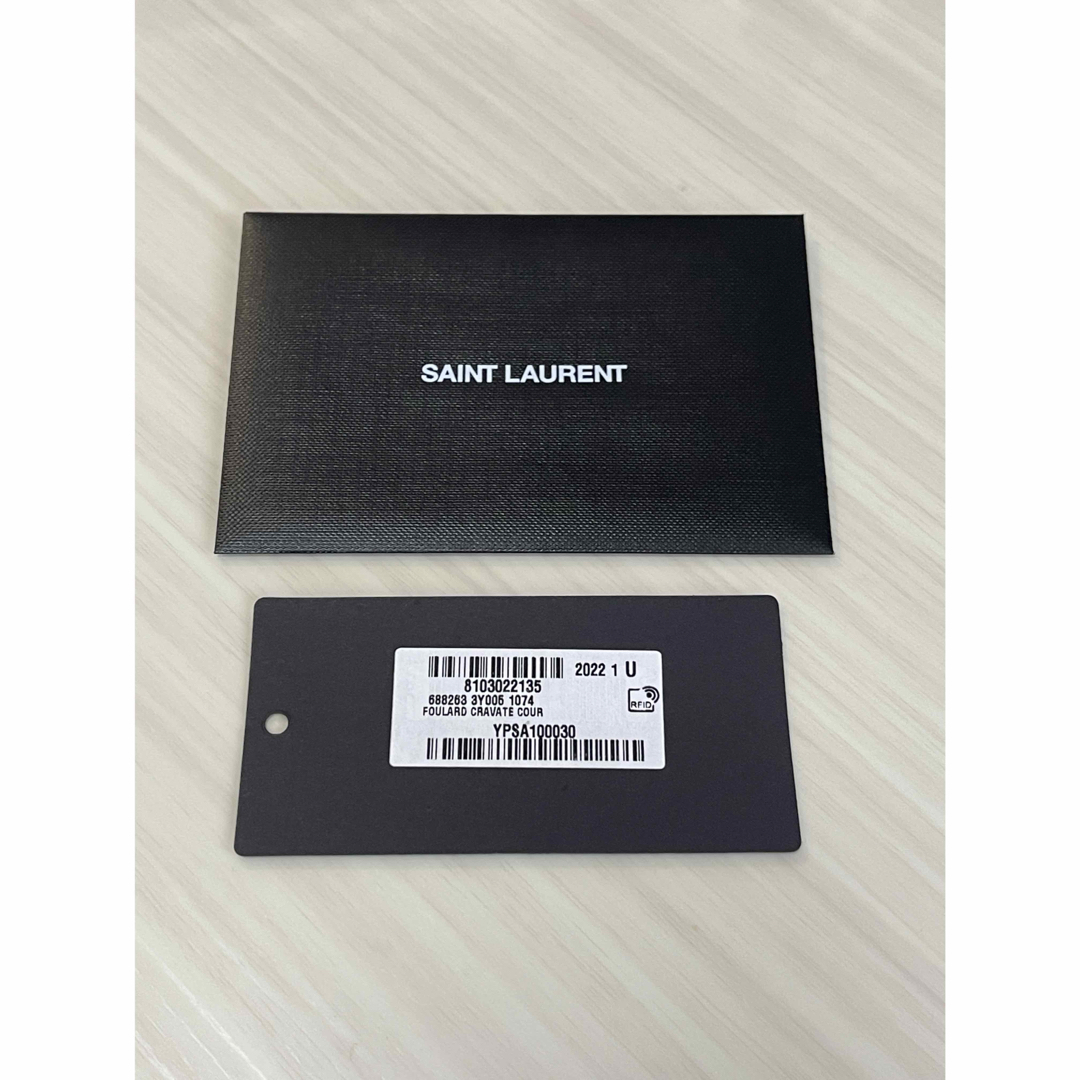 SAINT LAURENT
2022 1 U
8103022135
688263 3Y005 1074
FOULARD CRAVATE COUR
RFID
YPSA100030